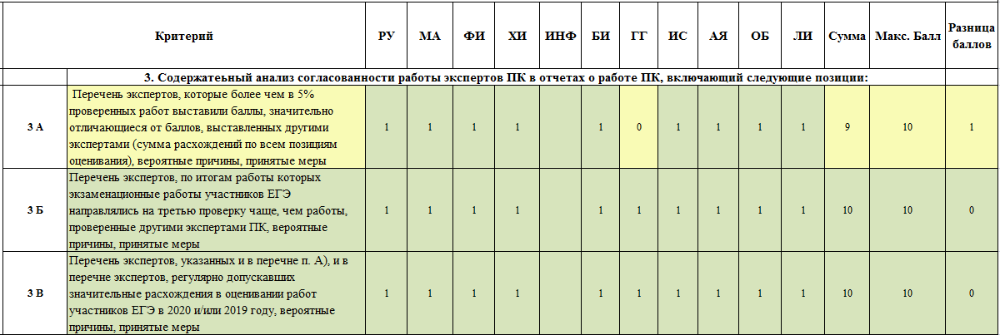 Критерий РУ МА ФИ ХИ ИНФ БИ ГГ ИС АЯ ОБ ЛИ Сумма Макс. Балл Разница
баллов
3. Содержатеьный анализ согласованности работы экспертов ПК в отчетах о работе ПК, включающий следующие позиции:
Перечень экспертов, которые более чем в 5%
проверенных работ выставили баллы, значительно
3 А отличающиеся от баллов, выставленных другими 1 1 1 1 1 0 1 1 1 1 9 10 1
экспертами (сумма расхождений по всем позициям
оценивания), вероятные причины, принятые меры
Перечень экспертов, по итогам работы которых
экзаменационные работы участников ЕГЭ
3 Б направлялись на третью проверку чаще, чем работы, 1 1 1 1 1 1 1 1 1 1 10 10 0
проверенные другими экспертами ПК, вероятные
причины, принятые меры
Перечень экспертов, указанных и в перечне п. А), и в
перечне экспертов, регулярно допускавших
3 В значительные расхождения в оценивании работ 1 1 1 1 1 1 1 1 1 1 10 10 0
участников ЕГЭ в 2020 и/или 2019 году, вероятные
причины, принятые меры